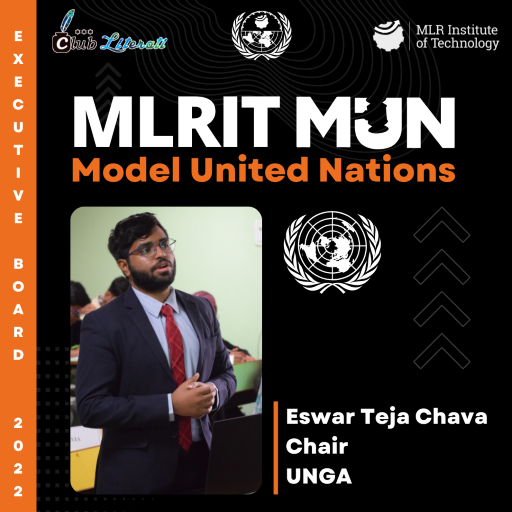 Club Literati
MLR Institute
of Technology
MLRIT MUN
Model United Nations
EXECUTIVE BOARD 2022
Eswar Teja Chava
Chair
UNGA